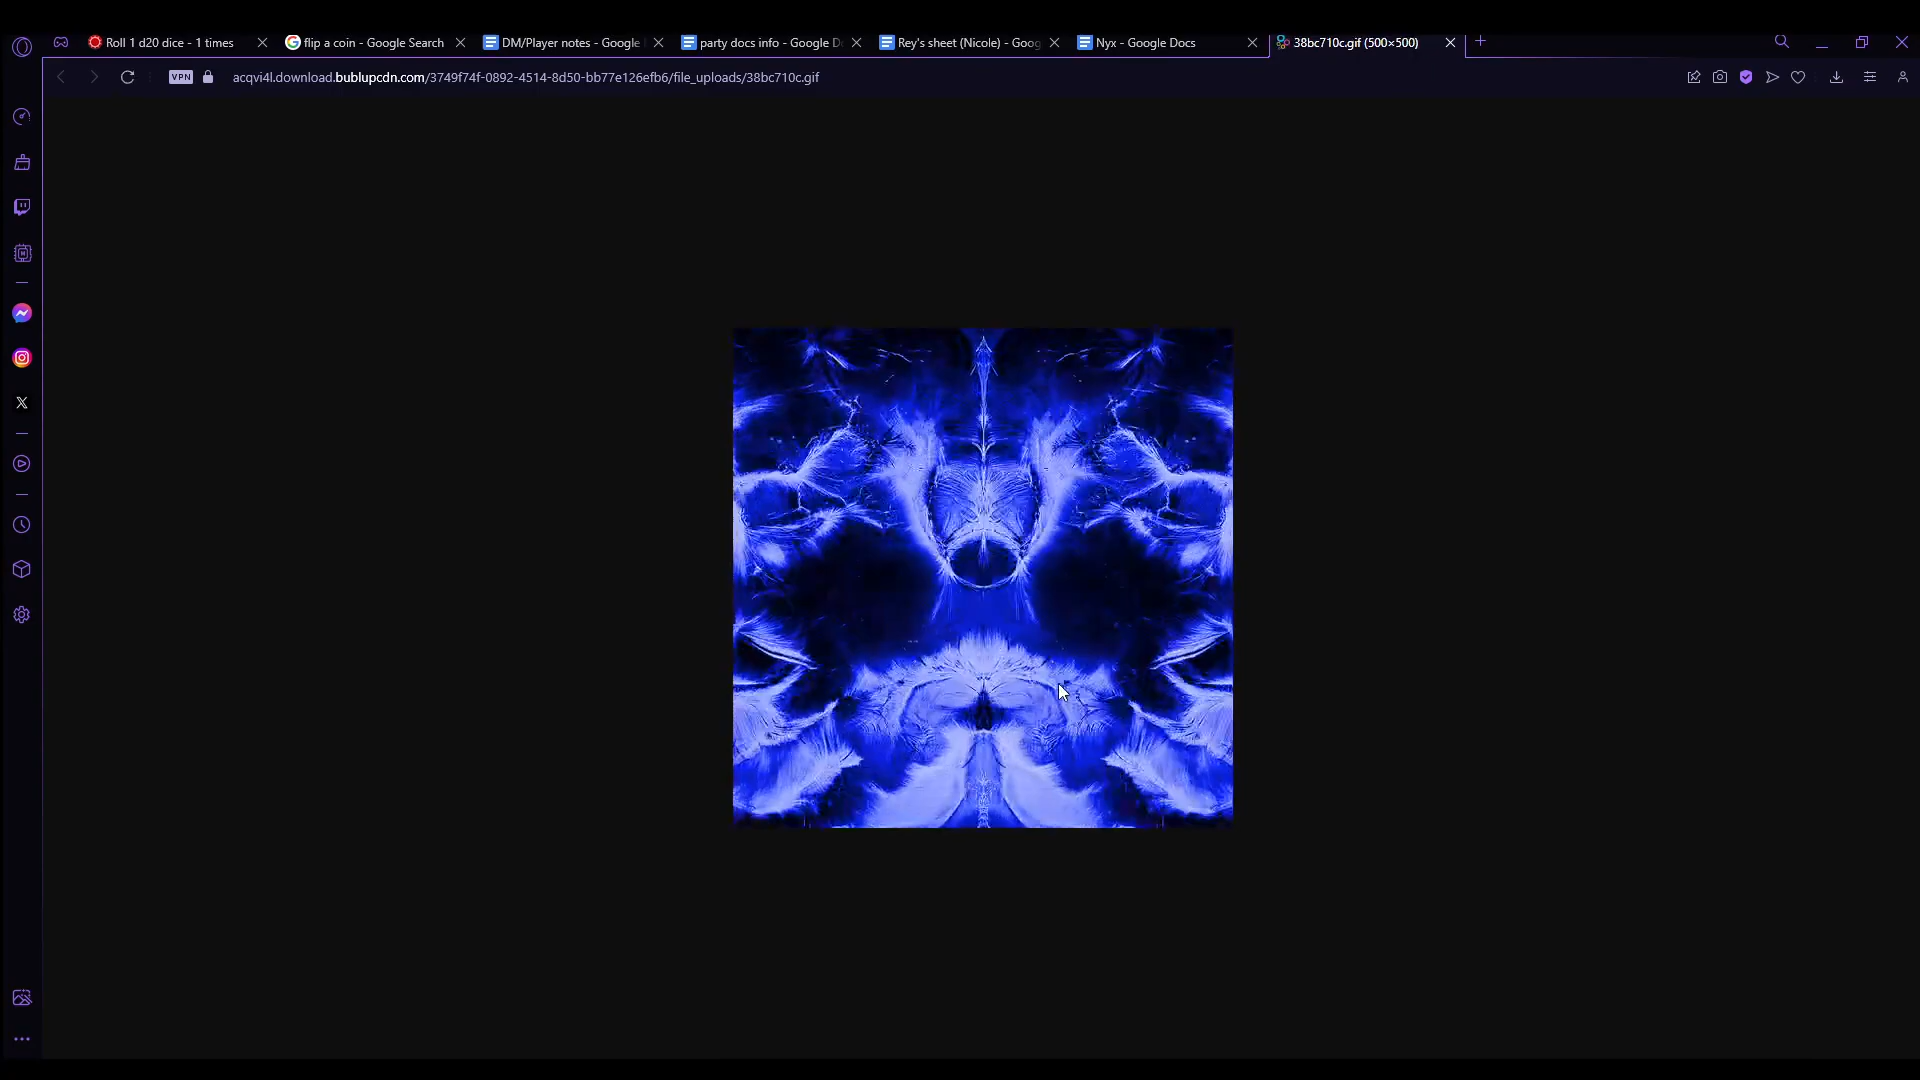 Roll 1 d20 dice - 1 times
flip a coin - Google Search
DM/Player notes - Google
party docs info - Google D
Rey's sheet (Nicole) - Goog
Nyx - Google Docs
38bc710c.gif (500×500)
VPN
acqvi4l.download.bublupcdn.com/3749f74f-0892-4514-8d50-bb77e126efb6/file_uploads/38bc710c.gif